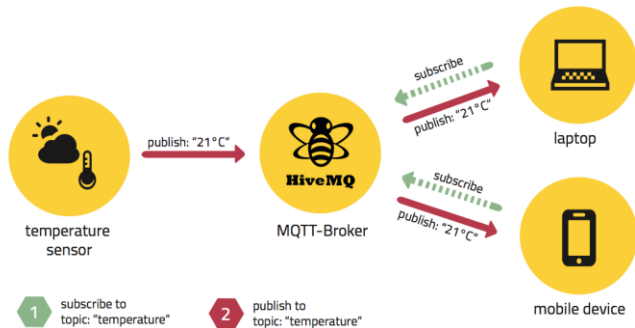 subscribe
publish: "21°C"
laptop
publish: "21°C"
HiveMQ
temperature
sensor
MQTT-Broker
subscribe
publish: "21°C"
mobile device
1
subscribe to
topic: "temperature"
2
publish to
topic: "temperature"